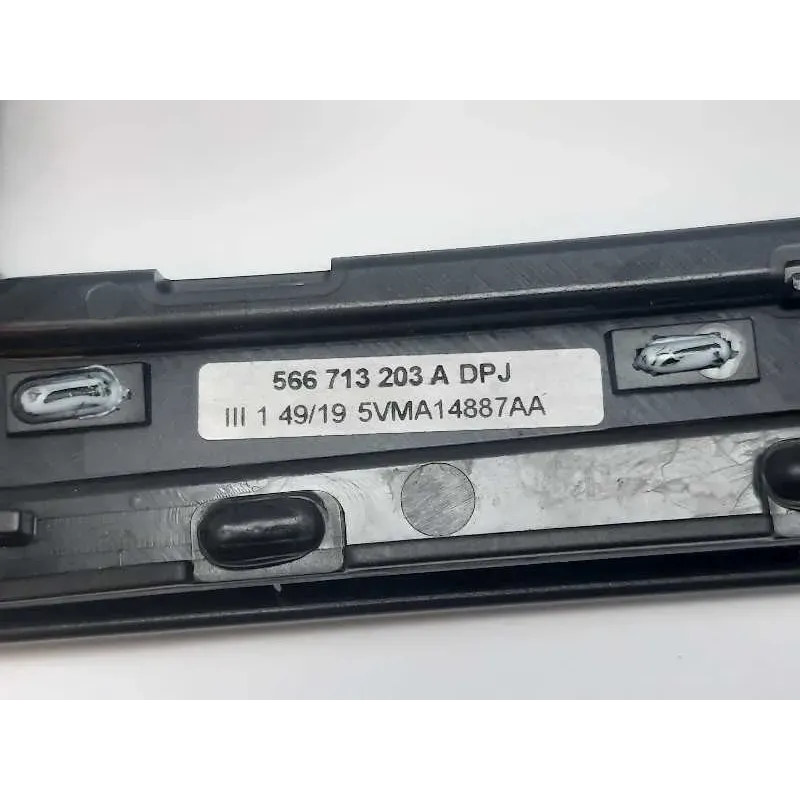 566 713 203 A DPJ
III 1 49/19 5VMA14887AA